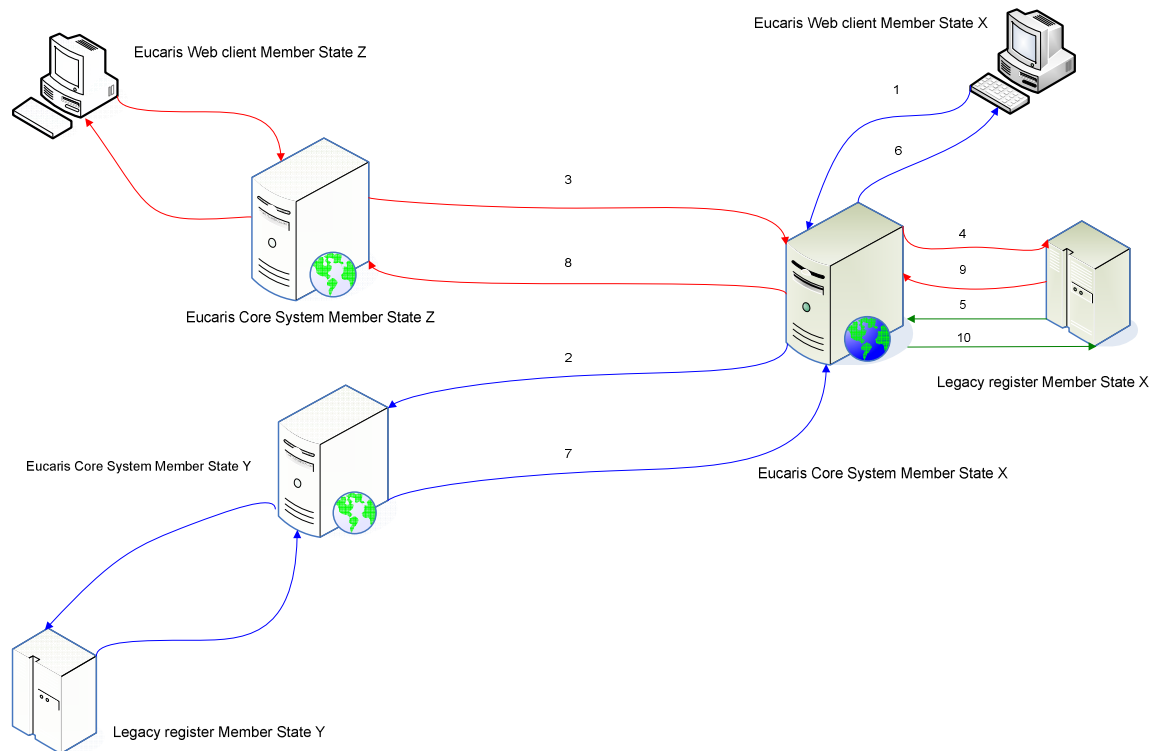 Eucaris Web client Member State X
Eucaris Web client Member State Z
1
6
3
4
8
9
5
10
Eucaris Core System Member State Z
2
Legacy register Member State X
7
Eucaris Core System Member State Y
Eucaris Core System Member State X
Legacy register Member State Y